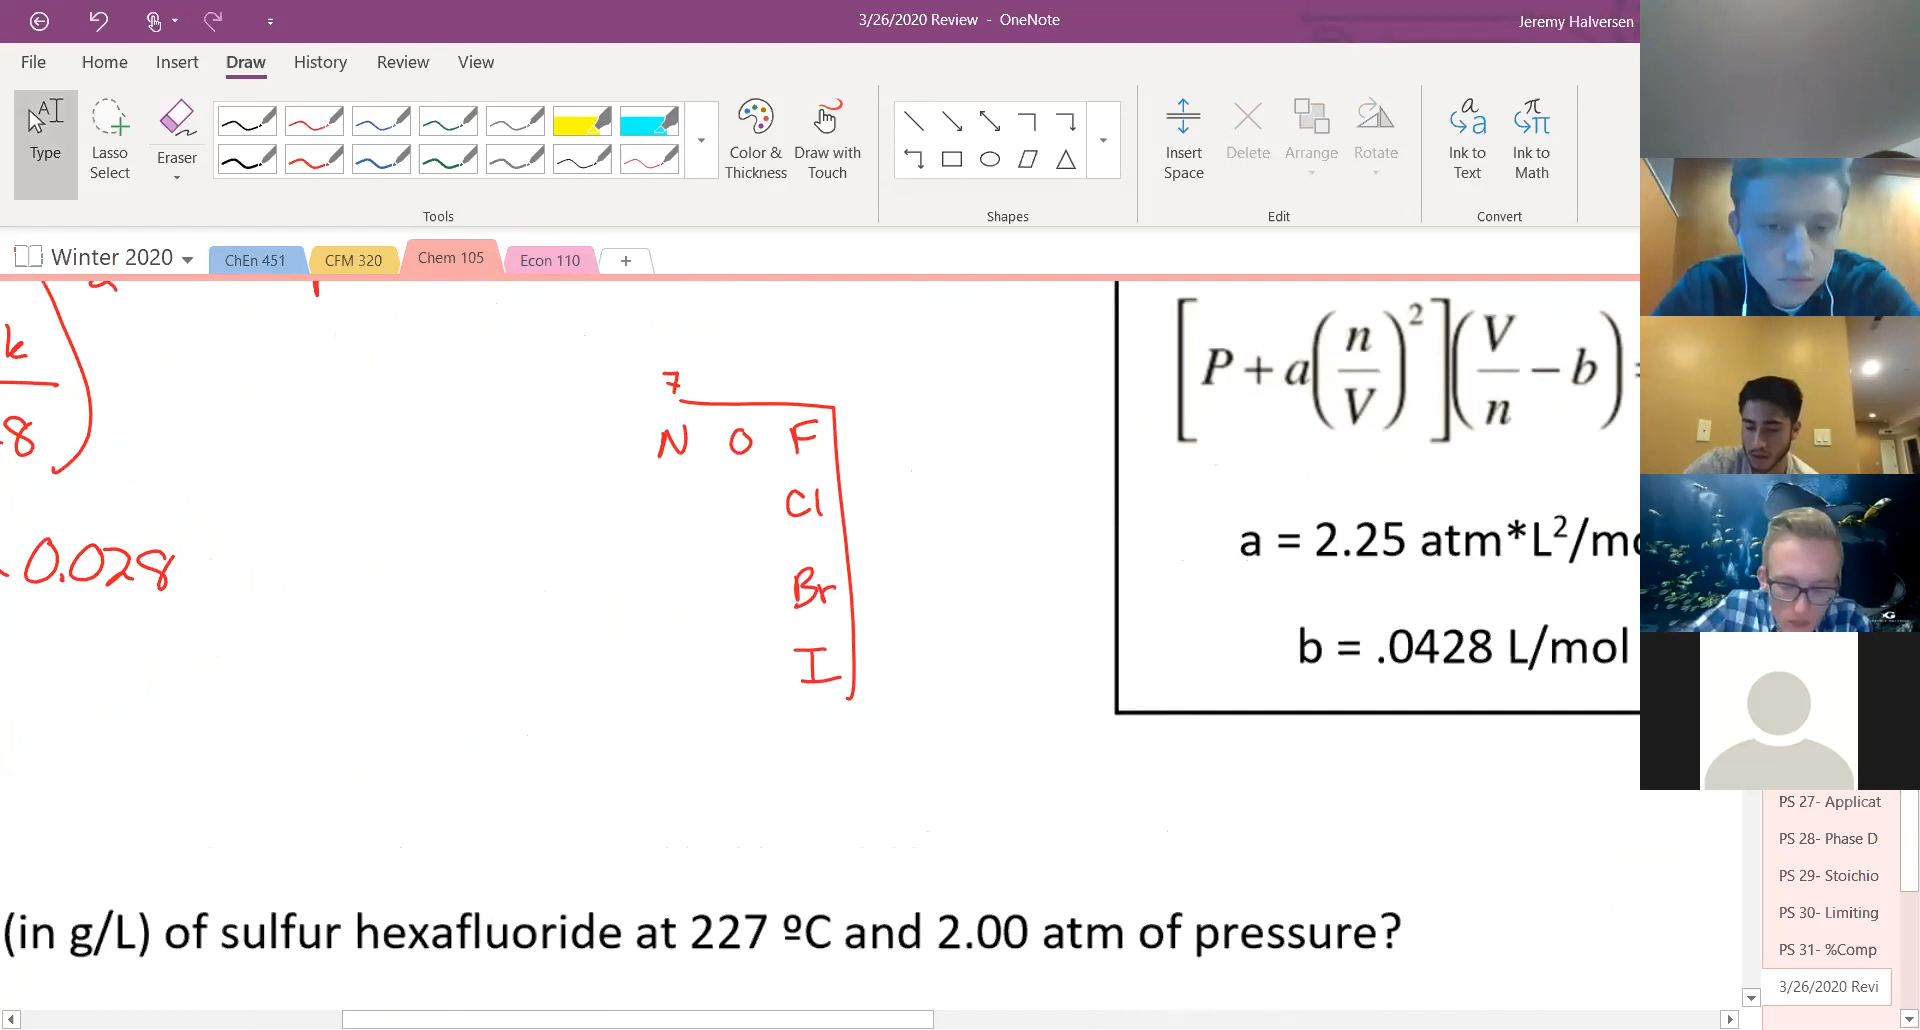 3/26/2020 Review - OneNote
Jeremy Halversen
File Home Insert Draw History Review View
Type
Lasso Select
Eraser
Color & Thickness
Draw with Touch
Insert Space
Delete
Arrange
Rotate
Ink to Text
Ink to Math
Tools
Shapes
Edit
Convert
Winter 2020
ChEn 451
CFM 320
Chem 105
Econ 110
+
k
8
0.028
7
N O F
Cl
Br
I
[P + a(n/V)²](V/n − b) =
a = 2.25 atm*L²/mo
b = .0428 L/mol
(in g/L) of sulfur hexafluoride at 227 ºC and 2.00 atm of pressure?
PS 27- Applicat
PS 28- Phase D
PS 29- Stoichio
PS 30- Limiting
PS 31- %Comp
3/26/2020 Revi